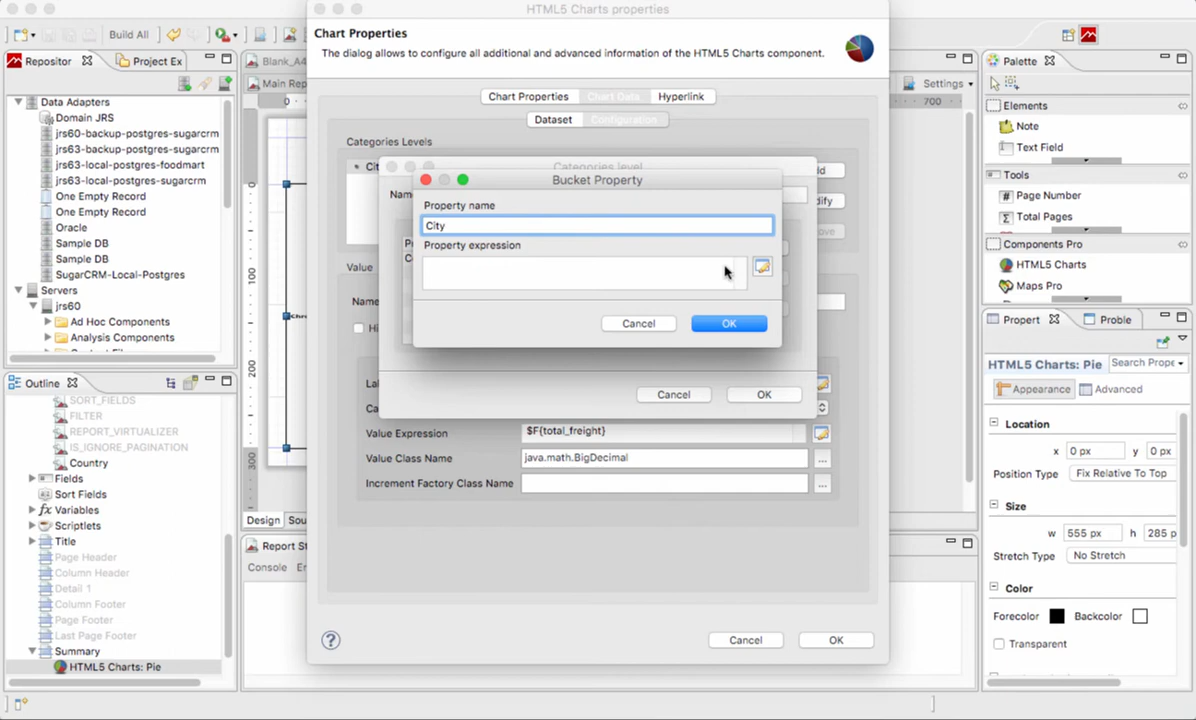 HTML5 Charts properties
Build All
Chart Properties
The dialog allows to configure all additional and advanced information of the HTML5 Charts component.
Repositor
Project Ex
Blank_A4
Main Rep
Settings
700
0
Palette
Elements
Note
Text Field
Tools
Page Number
Total Pages
Components Pro
HTML5 Charts
Maps Pro
Data Adapters
Domain JRS
jrs60-backup-postgres-sugarcrm
jrs63-backup-postgres-sugarcrm
jrs63-local-postgres-foodmart
jrs63-local-postgres-sugarcrm
One Empty Record
One Empty Record
Oracle
Sample DB
Sample DB
SugarCRM-Local-Postgres
Servers
jrs60
Ad Hoc Components
Analysis Components
Chart Properties
Chart Data
Hyperlink
Dataset
Configuration
Categories Levels
Categories level
Bucket Property
Property name
City
Property expression
Cancel
OK
Cancel
OK
Value
Name
Value Expression
$F{total_freight}
Value Class Name
java.math.BigDecimal
...
Increment Factory Class Name
...
Cancel
OK
0
100
200
300
Design
Sou
Report St
Console
Outline
SORT_FIELDS
FILTER
REPORT_VIRTUALIZER
IS_IGNORE_PAGINATION
Country
Fields
Sort Fields
fx Variables
Scriptlets
Title
Page Header
Column Header
Detail 1
Column Footer
Page Footer
Last Page Footer
Summary
HTML5 Charts: Pie
Propert
Proble
HTML5 Charts: Pie
Search Prope
Appearance
Advanced
Location
x 0 px y 0 px
Position Type Fix Relative To Top
Size
w 555 px h 285 p
Stretch Type No Stretch
Color
Forecolor Backcolor
Transparent